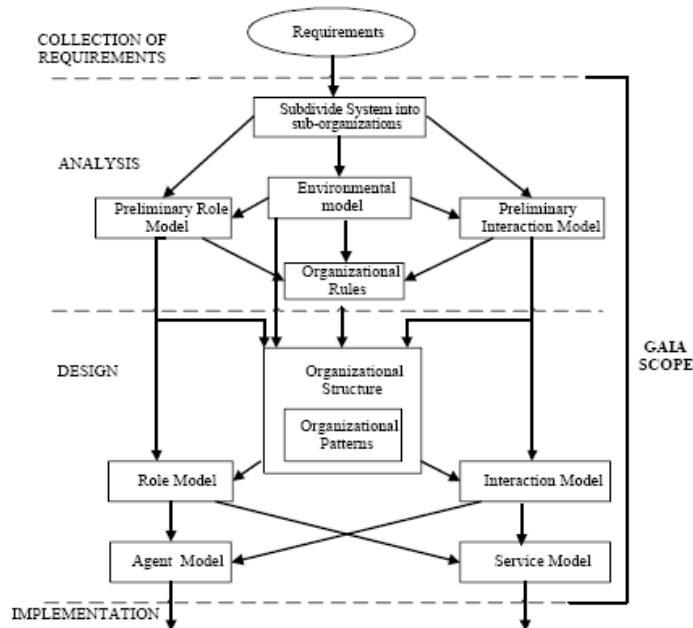 COLLECTION OF
REQUIREMENTS
Requirements
Subdivide System into
sub-organizations
ANALYSIS
Environmental
model
Preliminary Role
Model
Preliminary
Interaction Model
Organizational
Rules
GAIA
SCOPE
DESIGN
Organizational
Structure
Organizational
Patterns
Role Model
Interaction Model
Agent Model
Service Model
IMPLEMENTATION